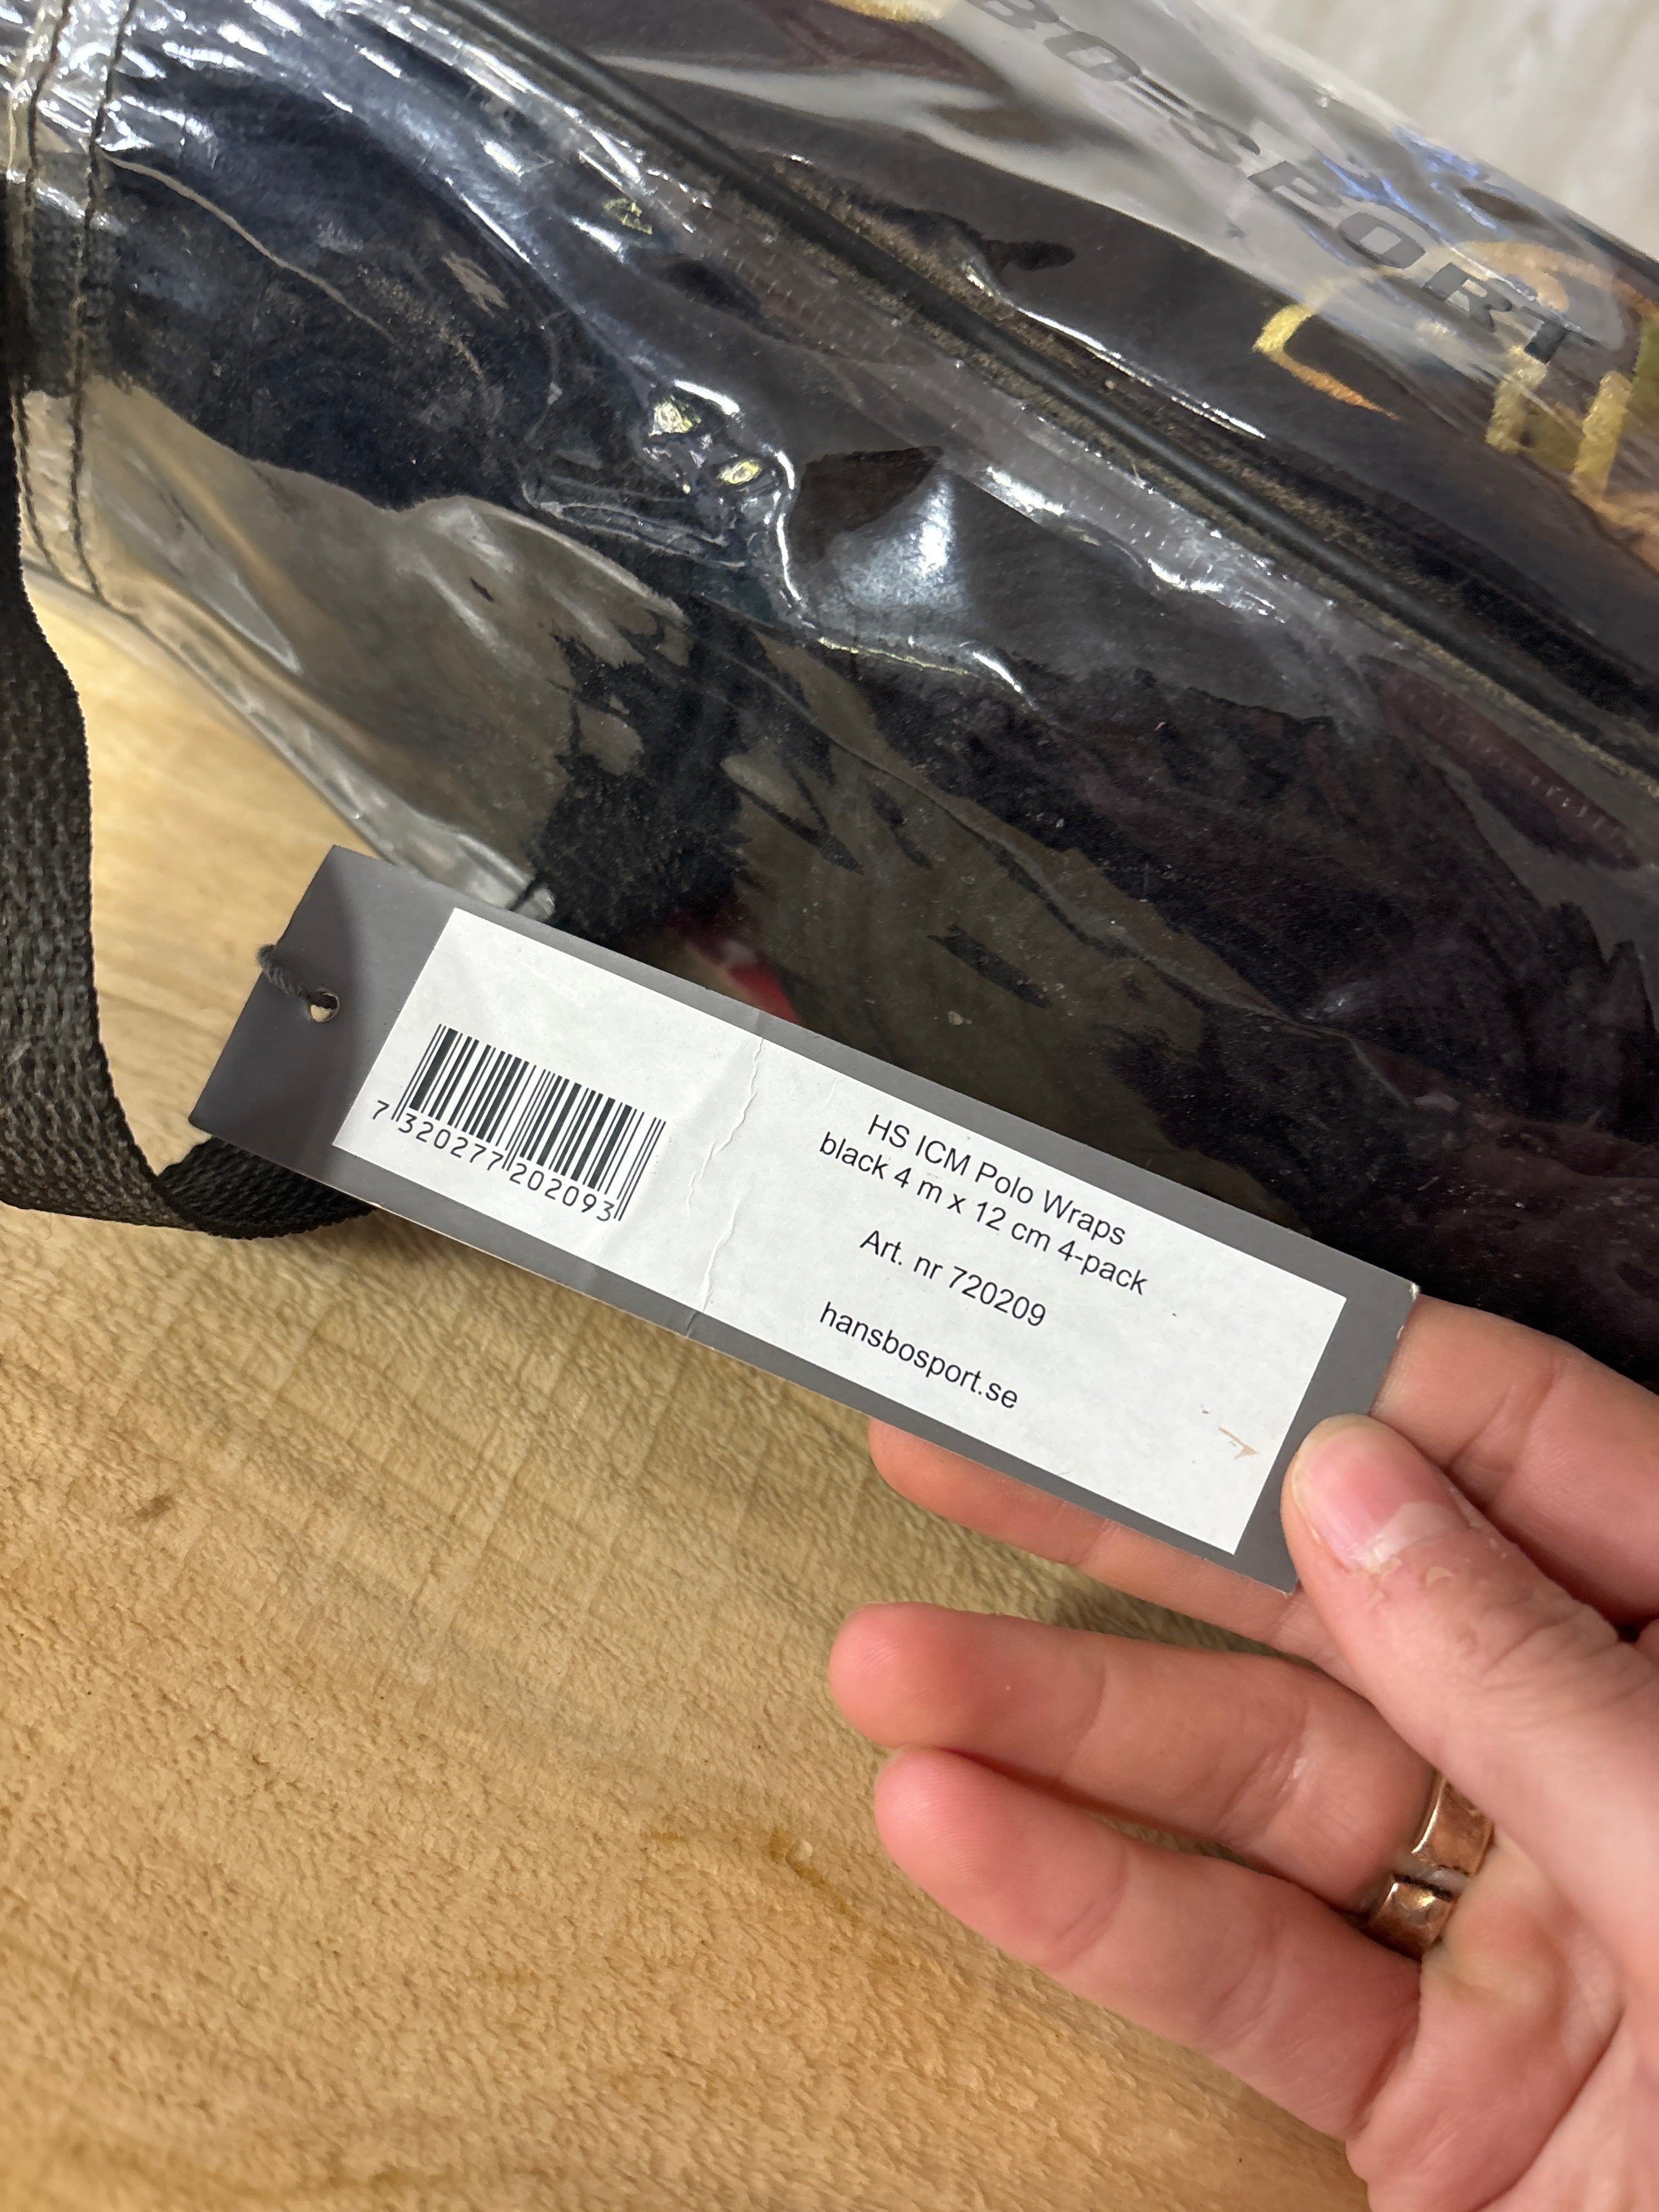 BOSPORT
7 320277 202093
HS ICM Polo Wraps
black 4 m x 12 cm 4-pack
Art. nr 720209
hansbosport.se